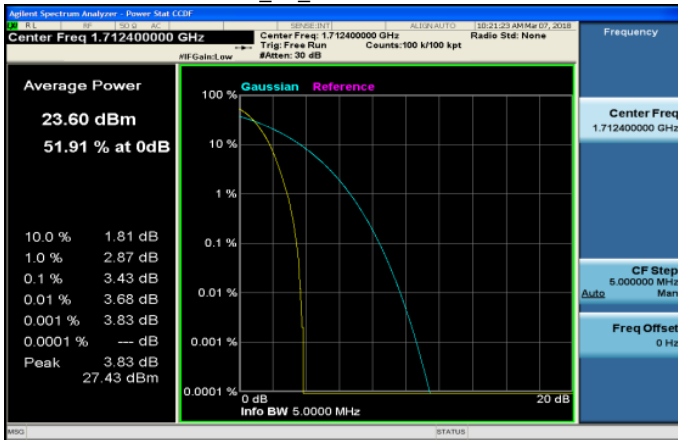 Agilent Spectrum Analyzer - Power Stat CCDF
RL RF 50 Ω AC SENSE:INT ALIGN AUTO 10:21:23 AM Mar 07, 2018
Center Freq 1.712400000 GHz
Center Freq: 1.712400000 GHz Radio Std: None
Trig: Free Run Counts:100 k/100 kpt
#IFGain:Low #Atten: 30 dB
Frequency
Average Power
23.60 dBm
51.91 % at 0dB
10.0 % 1.81 dB
1.0 % 2.87 dB
0.1 % 3.43 dB
0.01 % 3.68 dB
0.001 % 3.83 dB
0.0001 % --- dB
Peak 3.83 dB
27.43 dBm
Gaussian Reference
100 %
10 %
1 %
0.1 %
0.01 %
0.001 %
0.0001 %
0 dB 20 dB
Info BW 5.0000 MHz
Center Freq
1.712400000 GHz
CF Step
5.000000 MHz
Auto Man
Freq Offset
0 Hz
MSG STATUS